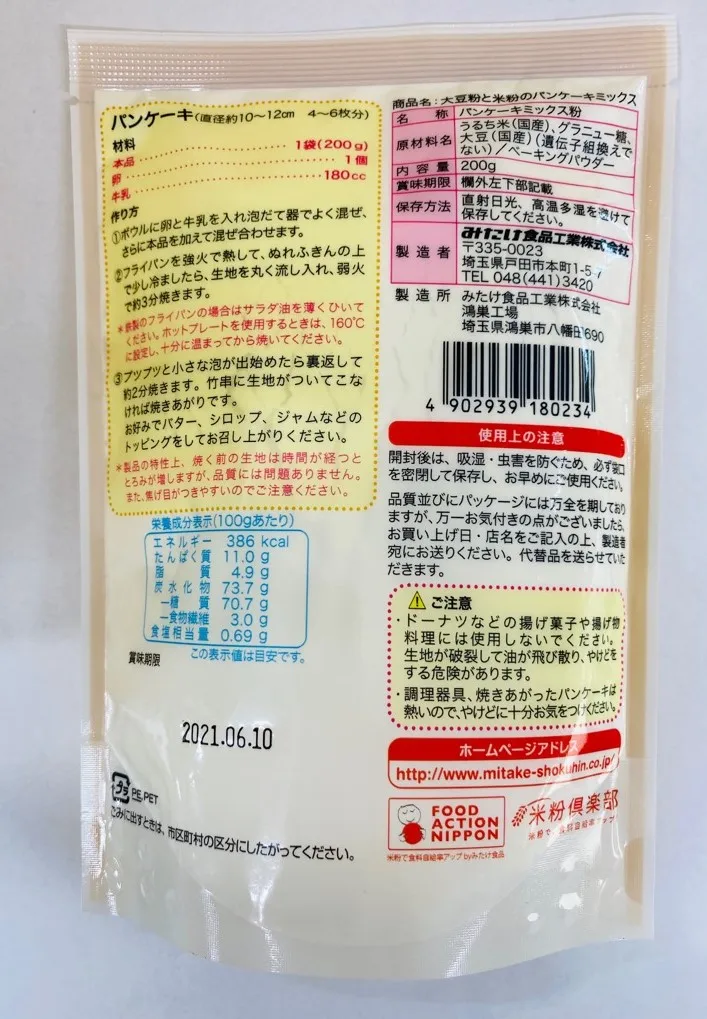 パンケーキ(直径約10〜12㎝　4〜6枚分)
材料
本品 ………………… 1袋(200g)
卵 ………………… 1個
牛乳 ………………… 180cc
作り方
①ボウルに卵と牛乳を入れ泡だて器でよく混ぜ、
さらに本品を加えて混ぜ合わせます。
②フライパンを強火で熱して、ぬれふきんの上
で少し冷ましたら、生地を丸く流し入れ、弱火
で約3分焼きます。
＊鉄製のフライパンの場合はサラダ油を薄くひいて
ください。ホットプレートを使用するときは、160℃
に設定し、十分に温まってから焼いてください。
③プツプツと小さな泡が出始めたら裏返して
約2分焼きます。竹串に生地がついてこな
ければ焼きあがりです。
お好みでバター、シロップ、ジャムなどの
トッピングをしてお召し上がりください。
＊製品の特性上、焼く前の生地は時間が経つと
とろみが増しますが、品質には問題ありません。
また、焦げ目がつきやすいのでご注意ください。
栄養成分表示(100gあたり)
エネルギー 386 kcal
たんぱく質 11.0 g
脂質 4.9 g
炭水化物 73.7 g
―糖質 70.7 g
―食物繊維 3.0 g
食塩相当量 0.69 g
この表示値は目安です。
賞味期限
2021.06.10
プラ
PE,PET
ごみに出すときは、市区町村の区分にしたがってください。
商品名：大豆粉と米粉のパンケーキミックス
名称 パンケーキミックス粉
原材料名 うるち米(国産)、グラニュー糖、
大豆(国産)(遺伝子組換えで
ない)／ベーキングパウダー
内容量 200g
賞味期限 欄外左下部記載
保存方法 直射日光、高温多湿を避けて
保存してください。
製造者 みたけ食品工業株式会社
〒335-0023
埼玉県戸田市本町1-5-7
TEL 048(441)3420
製造所 みたけ食品工業株式会社
鴻巣工場
埼玉県鴻巣市八幡田690
4 902939 180234
使用上の注意
開封後は、吸湿・虫害を防ぐため、必ず袋口
を密閉して保存し、お早めにご使用ください。
品質並びにパッケージには万全を期しており
ますが、万一お気付きの点がございましたら、
お買い上げ日・店名をご記入の上、製造者
宛にお送りください。代替品を送らせていた
だきます。
ご注意
・ドーナツなどの揚げ菓子や揚げ物
料理には使用しないでください。
生地が破裂して油が飛び散り、やけどを
する危険があります。
・調理器具、焼きあがったパンケーキは
熱いので、やけどに十分お気をつけください。
ホームページアドレス
http://www.mitake-shokuhin.co.jp/
FOOD
ACTION
NIPPON
米粉で食料自給率アップ byみたけ食品
米粉倶楽部
米粉で食料自給率アップ！